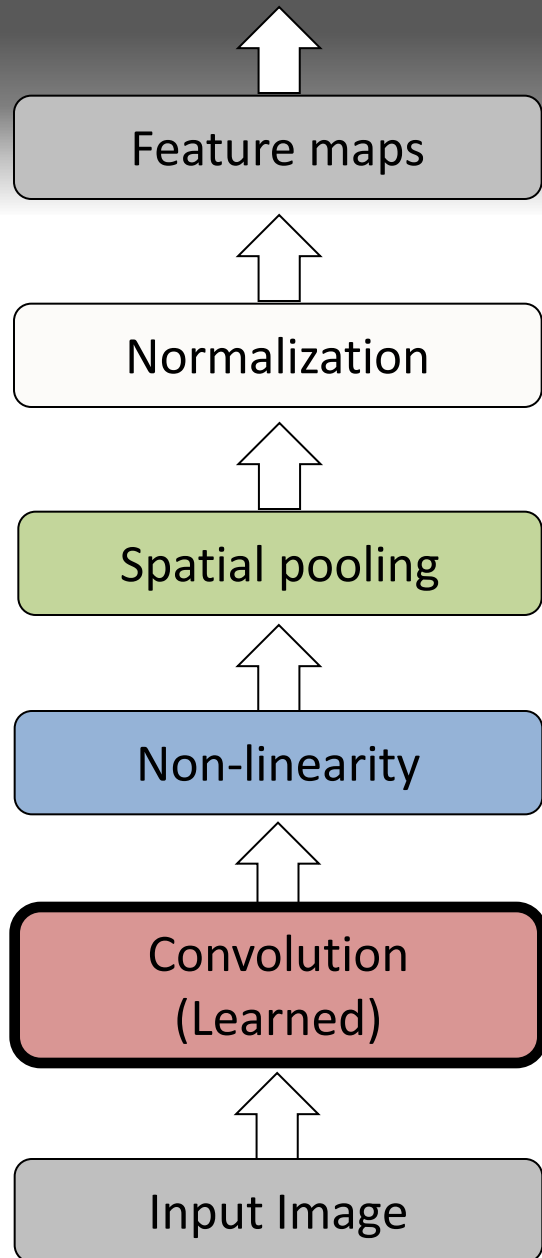 Feature maps
Normalization
Spatial pooling
Non-linearity
Convolution
(Learned)
Input Image